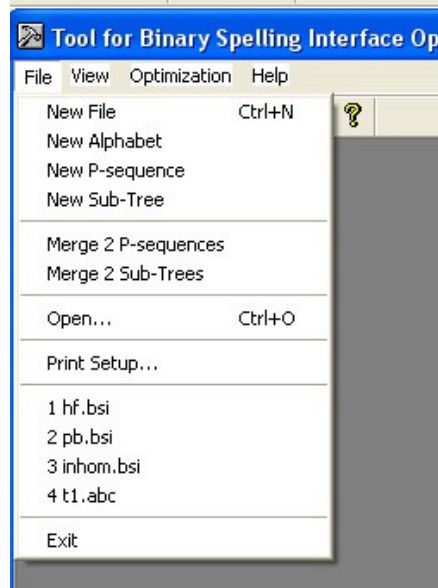 Tool for Binary Spelling Interface Op
File View Optimization Help
New File Ctrl+N
New Alphabet
New P-sequence
New Sub-Tree
Merge 2 P-sequences
Merge 2 Sub-Trees
Open... Ctrl+O
Print Setup...
1 hf.bsi
2 pb.bsi
3 inhom.bsi
4 t1.abc
Exit